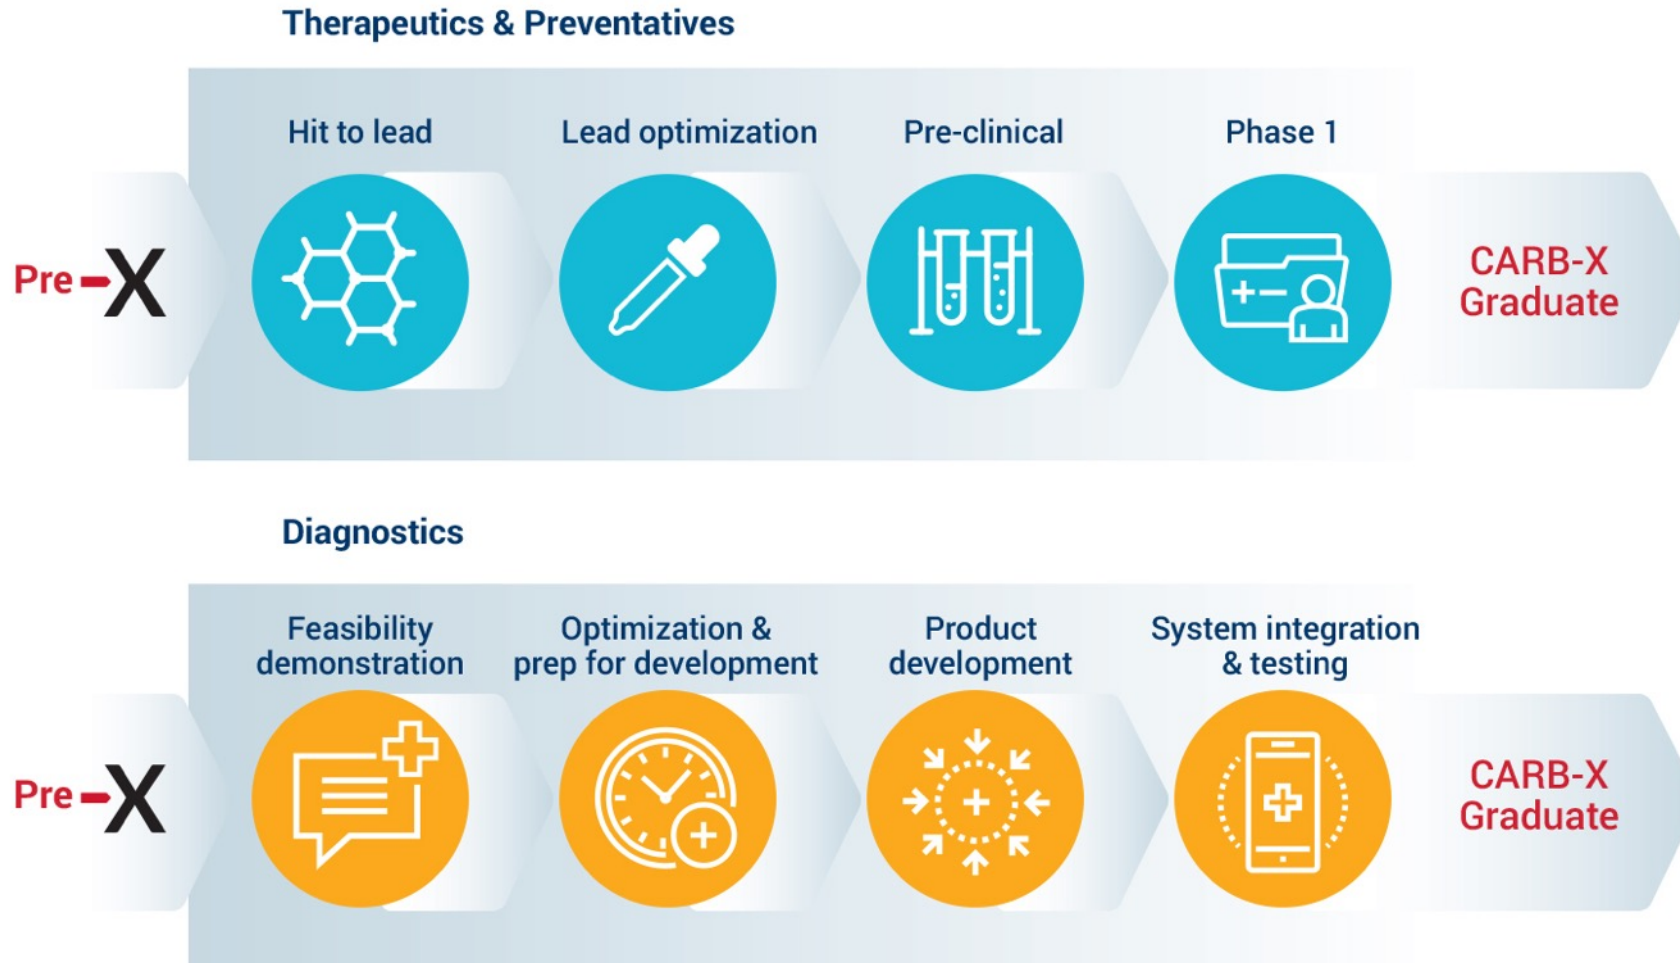 Therapeutics & Preventatives
Hit to lead
Lead optimization
Pre-clinical
Phase 1
Pre-X
CARB-X
Graduate
Diagnostics
Feasibility
demonstration
Optimization &
prep for development
Product
development
System integration
& testing
Pre-X
CARB-X
Graduate